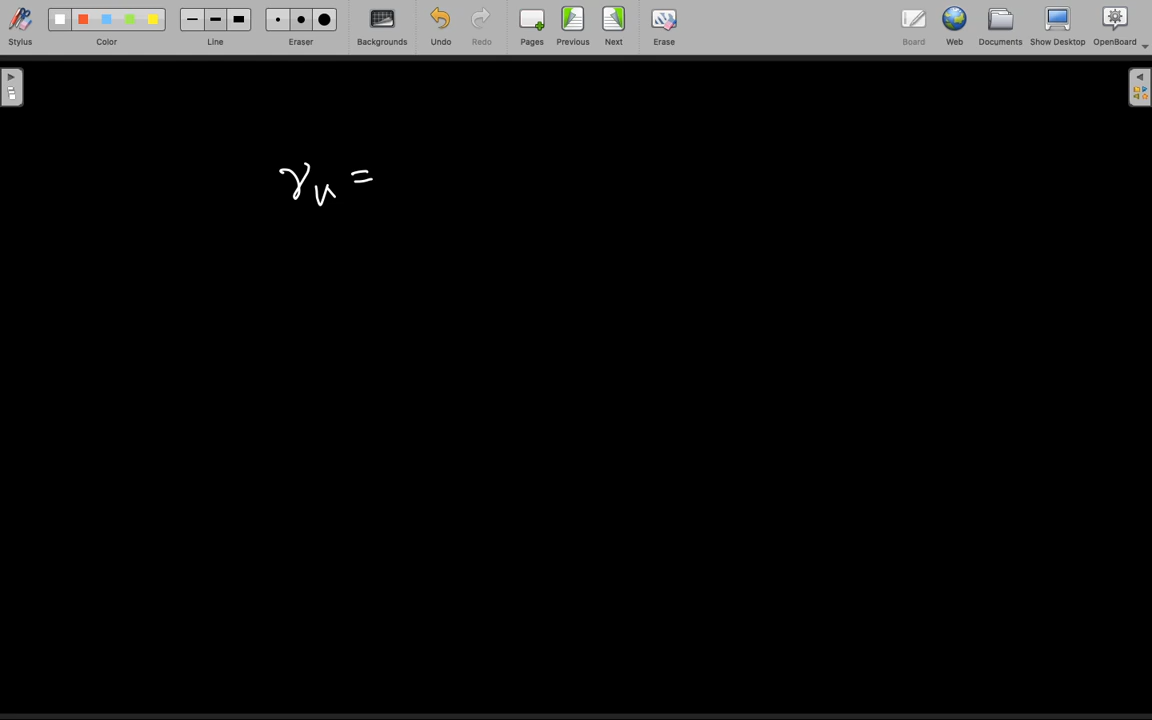 Stylus Color Line Eraser Backgrounds Undo Redo Pages Previous Next Erase Board Web Documents Show Desktop OpenBoard
γᵤ =